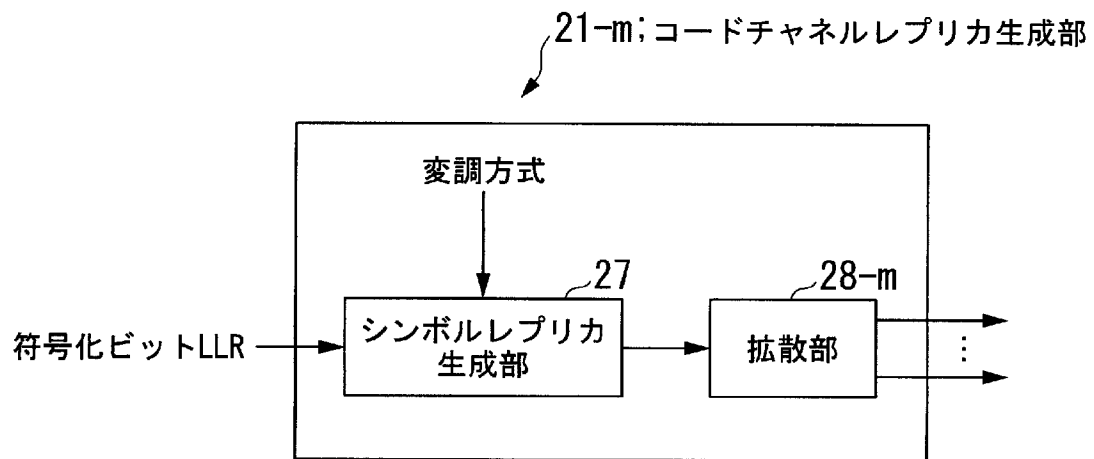 21-m;コードチャネルレプリカ生成部
変調方式
27
28-m
符号化ビットLLR
シンボルレプリカ
生成部
拡散部